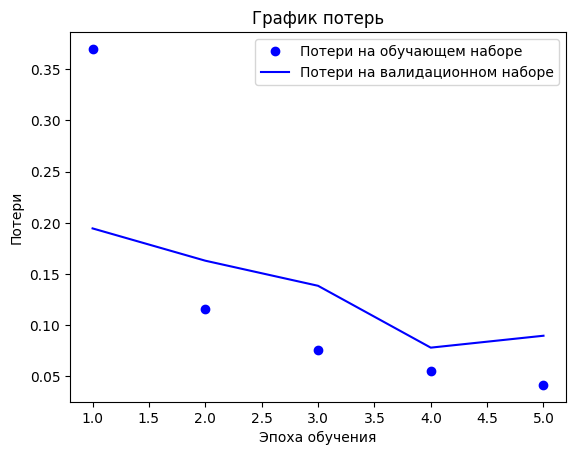 График потерь
Потери на обучающем наборе
Потери на валидационном наборе
Потери
0.35
0.30
0.25
0.20
0.15
0.10
0.05
1.0 1.5 2.0 2.5 3.0 3.5 4.0 4.5 5.0
Эпоха обучения